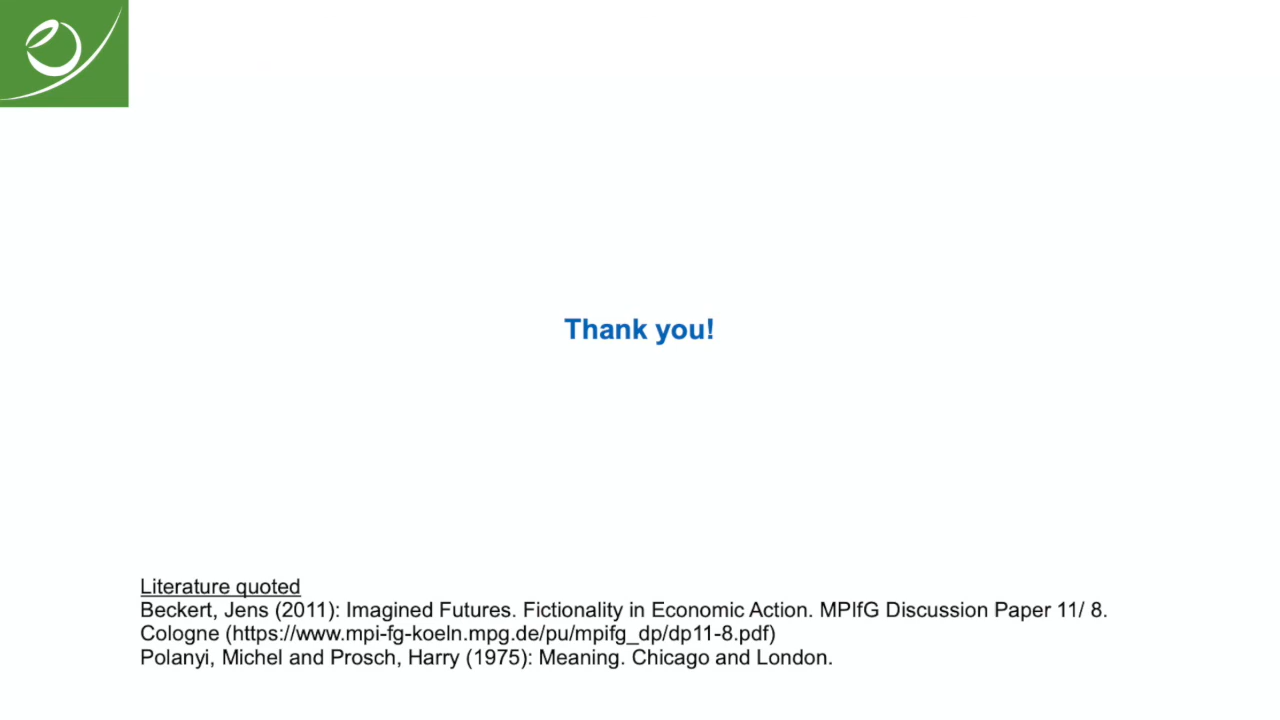 Thank you!
Literature quoted
Beckert, Jens (2011): Imagined Futures. Fictionality in Economic Action. MPIfG Discussion Paper 11/ 8.
Cologne (https://www.mpi-fg-koeln.mpg.de/pu/mpifg_dp/dp11-8.pdf)
Polanyi, Michel and Prosch, Harry (1975): Meaning. Chicago and London.